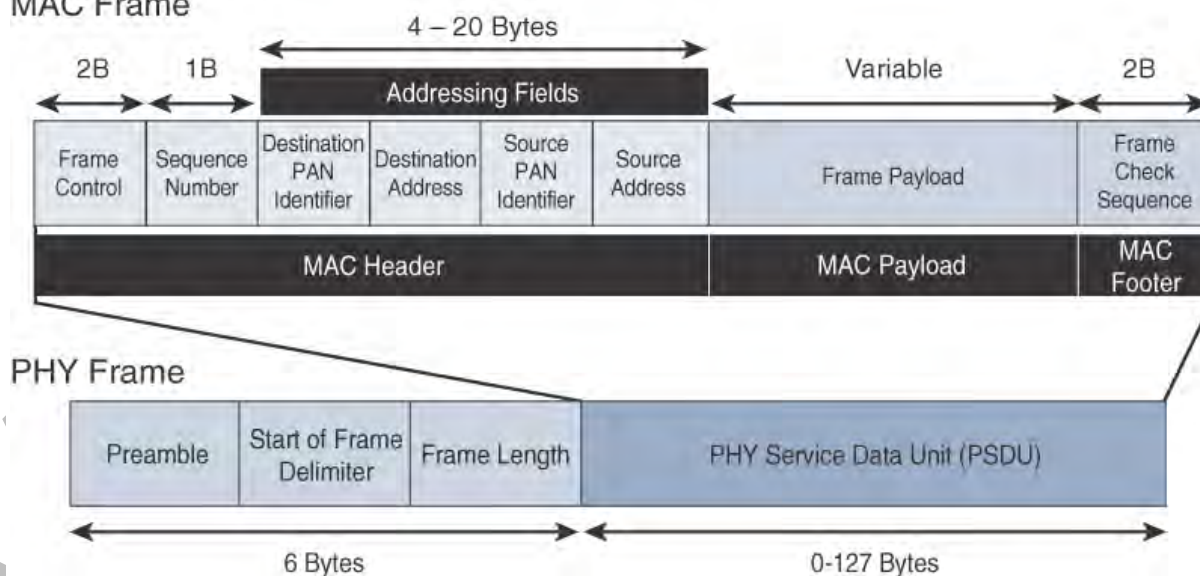 MAC Frame
4 – 20 Bytes
2B
1B
Variable
2B
Addressing Fields
Frame
Control
Sequence
Number
Destination
PAN
Identifier
Destination
Address
Source
PAN
Identifier
Source
Address
Frame Payload
Frame
Check
Sequence
MAC Header
MAC Payload
MAC
Footer
PHY Frame
Preamble
Start of Frame
Delimiter
Frame Length
PHY Service Data Unit (PSDU)
6 Bytes
0-127 Bytes